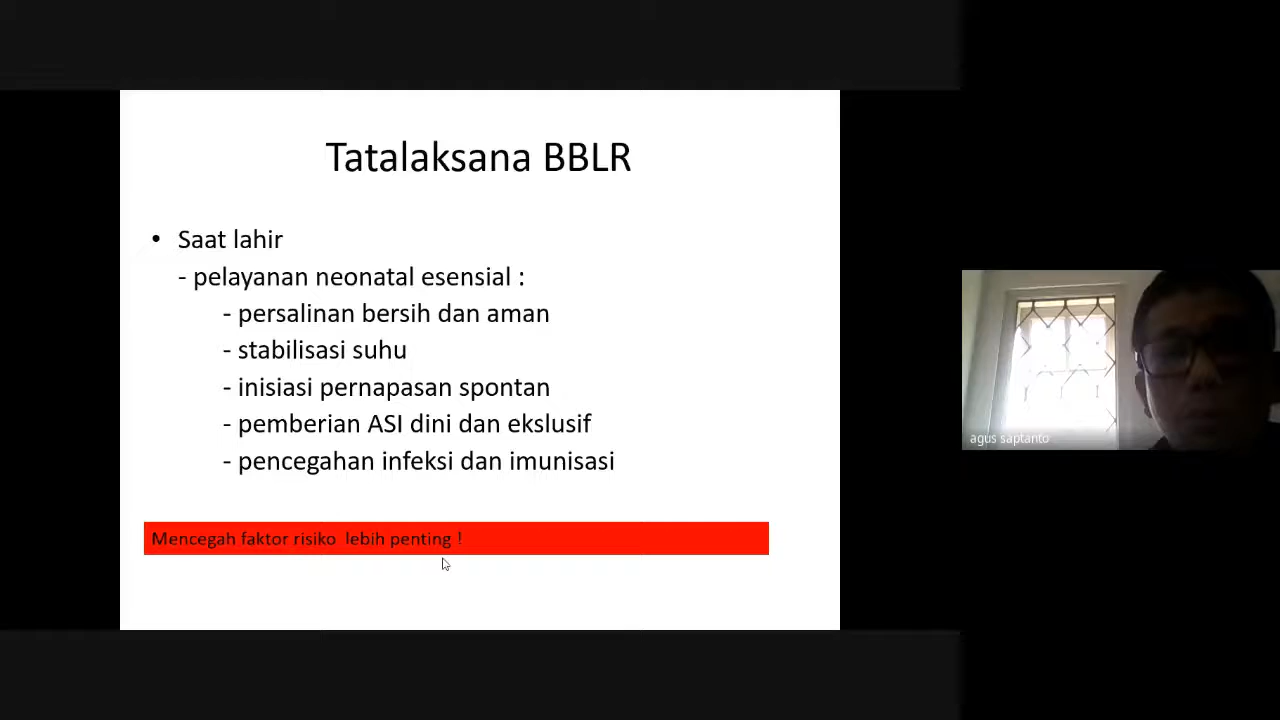 Tatalaksana BBLR
• Saat lahir
- pelayanan neonatal esensial :
- persalinan bersih dan aman
- stabilisasi suhu
- inisiasi pernapasan spontan
- pemberian ASI dini dan ekslusif
- pencegahan infeksi dan imunisasi
Mencegah faktor risiko lebih penting !
agus saptanto